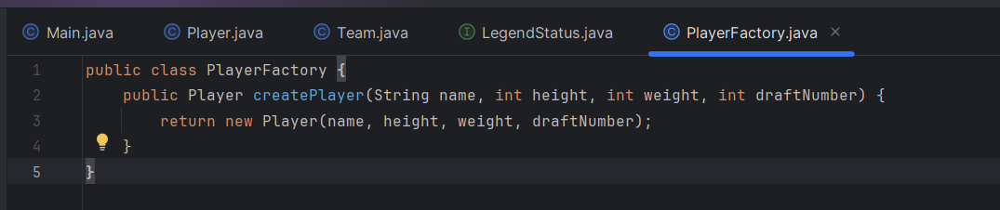 C Main.java C Player.java C Team.java I LegendStatus.java C PlayerFactory.java ×
1 public class PlayerFactory {
2     public Player createPlayer(String name, int height, int weight, int draftNumber) {
3         return new Player(name, height, weight, draftNumber);
4     }
5 }